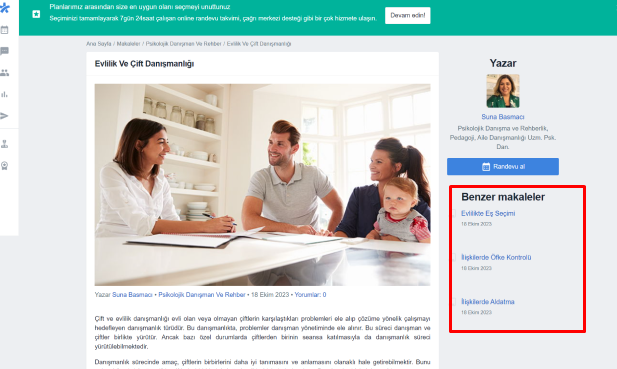 Planlarımız arasından size en uygun olanı seçmeyi unuttunuz
Seçiminizi tamamlayarak 7gün 24saat çalışan online randevu takvimi, çağrı merkezi desteği gibi bir çok hizmete ulaşın.
Devam edin!
Ana Sayfa / Makaleler / Psikolojik Danışman Ve Rehber / Evlilik Ve Çift Danışmanlığı
Evlilik Ve Çift Danışmanlığı
Yazar Suna Basmacı • Psikolojik Danışman Ve Rehber • 18 Ekim 2023 • Yorumlar: 0
Çift ve evlilik danışmanlığı evli olan veya olmayan çiftlerin karşılaştıkları problemleri ele alıp çözüme yönelik çalışmayı
hedefleyen danışmanlık türüdür. Bu danışmanlıkta, problemler danışman yönetiminde ele alınır. Bu süreci danışman ve
çiftler birlikte yürütür. Ancak bazı özel durumlarda çiftlerden birinin seansa katılmasıyla da danışmanlık süreci
yürütülebilmektedir.
Danışmanlık sürecinde amaç, çiftlerin birbirlerini daha iyi tanımasını ve anlamasını olanaklı hale getirebilmektir. Bunu
Yazar
Suna Basmacı
Psikolojik Danışma ve Rehberlik,
Pedagoji, Aile Danışmanlığı Uzm. Psk.
Dan.
Randevu al
Benzer makaleler
Evlilikte Eş Seçimi
18 Ekim 2023
İlişkilerde Öfke Kontrolü
18 Ekim 2023
İlişkilerde Aldatma
18 Ekim 2023